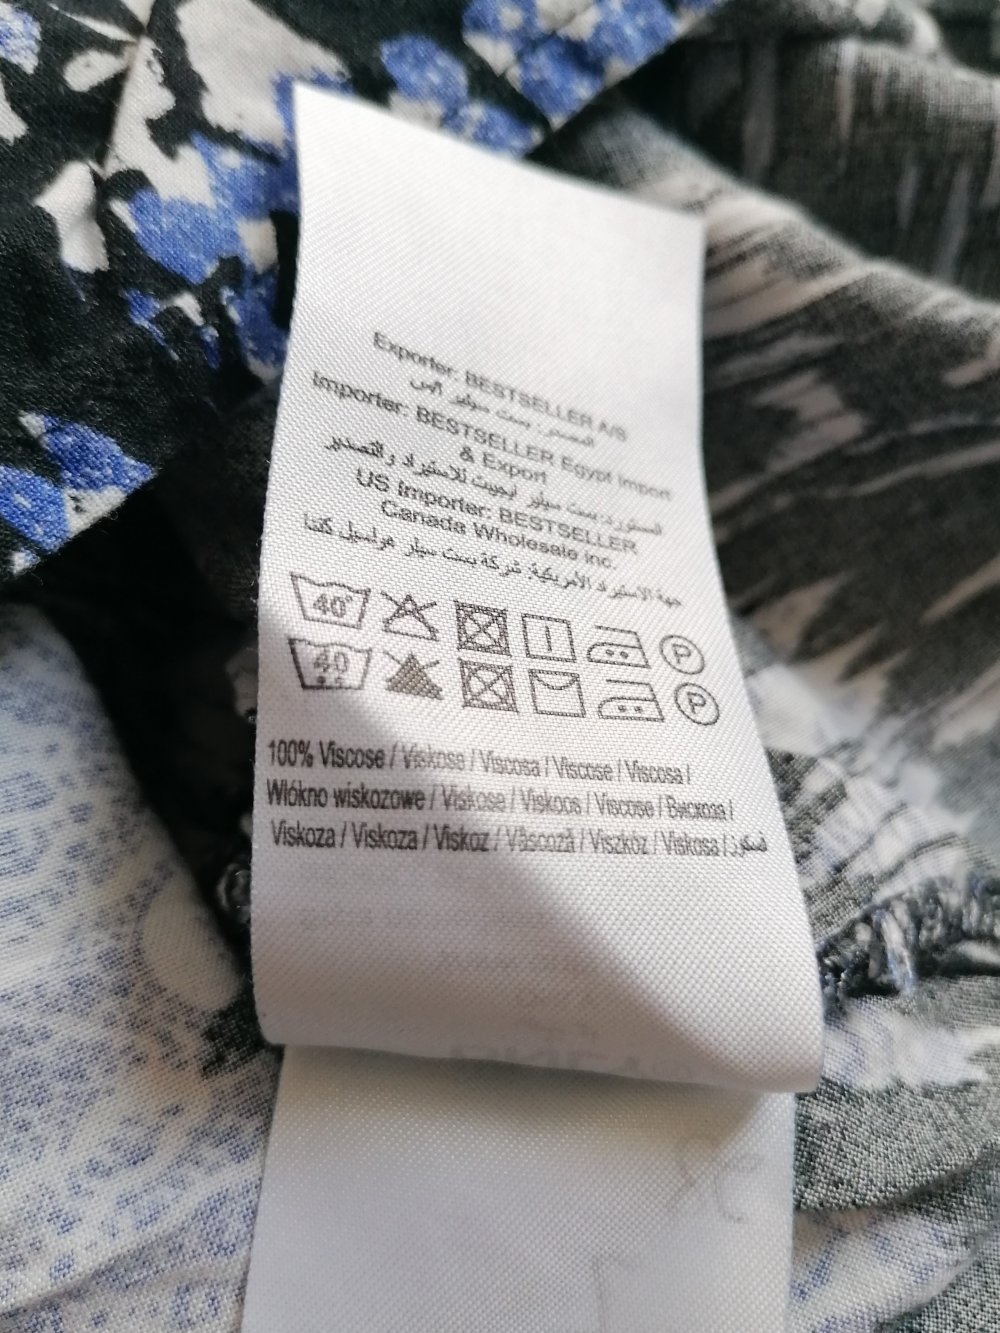 Exporter: BESTSELLER A/S
المصدر: بست سيلر ايس
Importer: BESTSELLER Egypt Import
& Export
المستورد: بست سيلر ايجيبت للاستيراد والتصدير
US Importer: BESTSELLER
Canada Wholesale Inc.
جهة الاستيراد الأمريكية: شركة بست سيلر هولسيل كندا
40°
P
40
P
100% Viscose / Viskose / Viscosa / Viscose / Viscosa /
Włókno wiskozowe / Viskose / Viskoos / Viscose / Вискоза /
Viskoza / Viskoza / Viskoz / Vâscoză / Viszkóz / Viskosa /